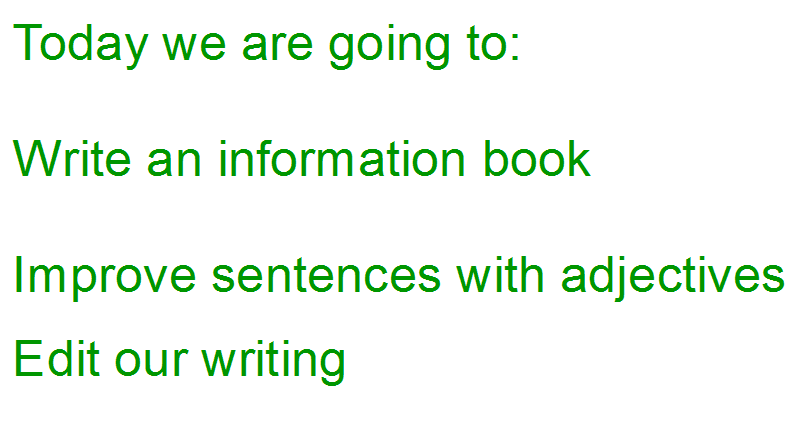 Today we are going to:
Write an information book
Improve sentences with adjectives
Edit our writing